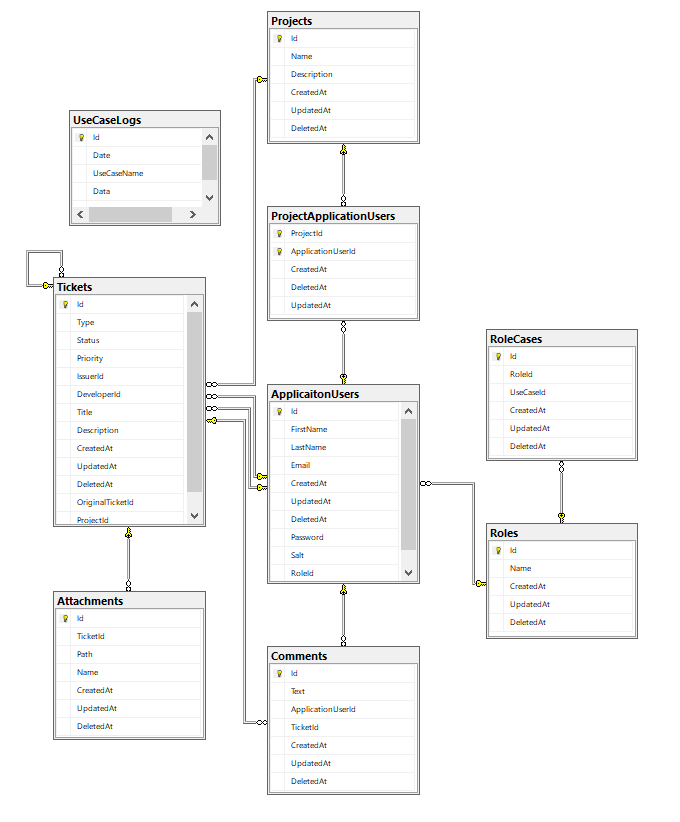 Projects
Id
Name
Description
CreatedAt
UpdatedAt
DeletedAt
UseCaseLogs
Id
Date
UseCaseName
Data
ProjectApplicationUsers
ProjectId
ApplicationUserId
CreatedAt
DeletedAt
UpdatedAt
Tickets
Id
Type
Status
Priority
IssuerId
DeveloperId
Title
Description
CreatedAt
UpdatedAt
DeletedAt
OriginalTicketId
ProjectId
ApplicaitonUsers
Id
FirstName
LastName
Email
CreatedAt
UpdatedAt
DeletedAt
Password
Salt
RoleId
RoleCases
Id
RoleId
UseCaseId
CreatedAt
UpdatedAt
DeletedAt
Roles
Id
Name
CreatedAt
UpdatedAt
DeletedAt
Attachments
Id
TicketId
Path
Name
CreatedAt
UpdatedAt
DeletedAt
Comments
Id
Text
ApplicationUserId
TicketId
CreatedAt
UpdatedAt
DeletedAt